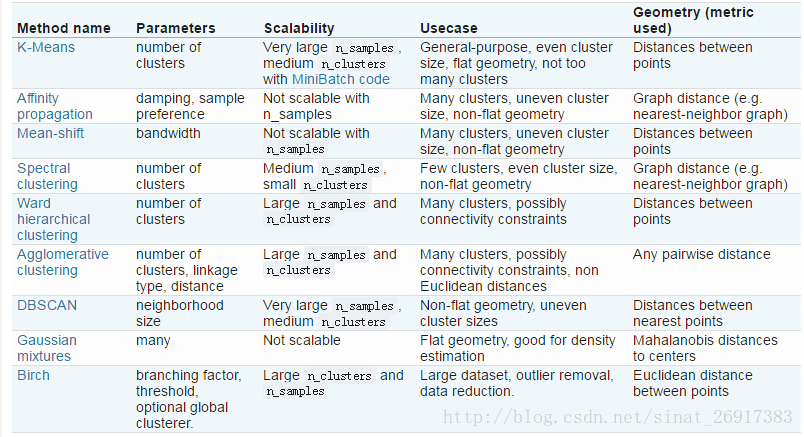 Method name Parameters Scalability Usecase Geometry (metric used)
K-Means number of clusters Very large n_samples, medium n_clusters with MiniBatch code General-purpose, even cluster size, flat geometry, not too many clusters Distances between points
Affinity propagation damping, sample preference Not scalable with n_samples Many clusters, uneven cluster size, non-flat geometry Graph distance (e.g. nearest-neighbor graph)
Mean-shift bandwidth Not scalable with n_samples Many clusters, uneven cluster size, non-flat geometry Distances between points
Spectral clustering number of clusters Medium n_samples, small n_clusters Few clusters, even cluster size, non-flat geometry Graph distance (e.g. nearest-neighbor graph)
Ward hierarchical clustering number of clusters Large n_samples and n_clusters Many clusters, possibly connectivity constraints Distances between points
Agglomerative clustering number of clusters, linkage type, distance Large n_samples and n_clusters Many clusters, possibly connectivity constraints, non Euclidean distances Any pairwise distance
DBSCAN neighborhood size Very large n_samples, medium n_clusters Non-flat geometry, uneven cluster sizes Distances between nearest points
Gaussian mixtures many Not scalable Flat geometry, good for density estimation Mahalanobis distances to centers
Birch branching factor, threshold, optional global clusterer. Large n_clusters and n_samples Large dataset, outlier removal, data reduction. Euclidean distance between points
http://blog.csdn.net/sinat_26917383